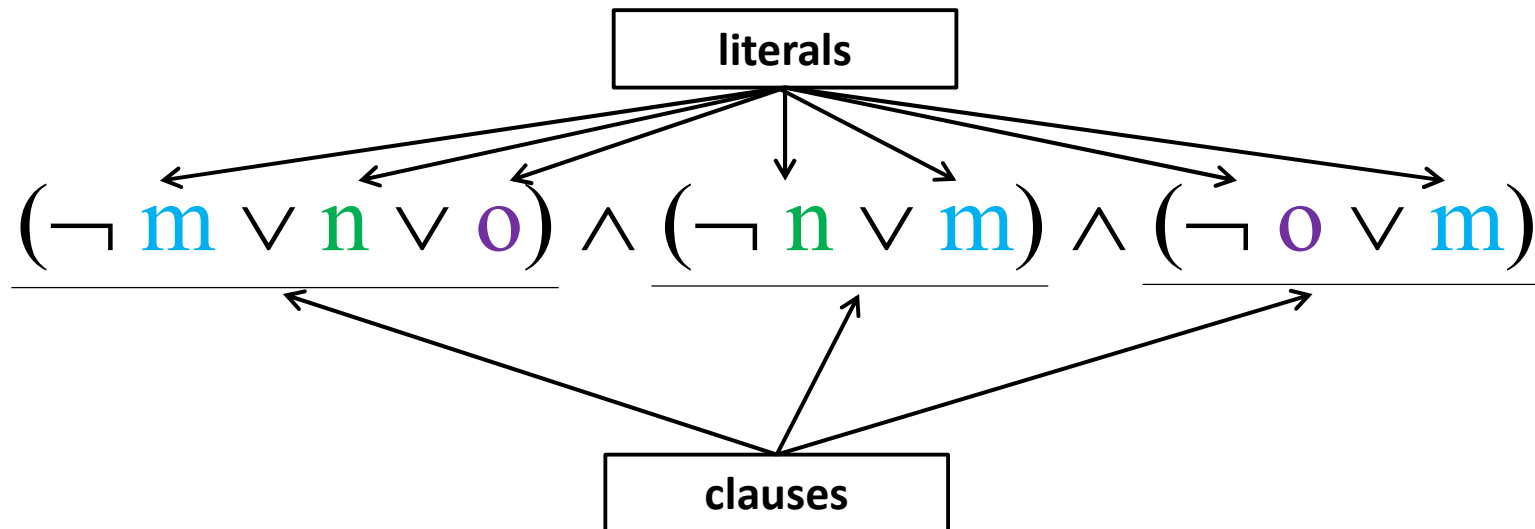 literals
(¬ m ∨ n ∨ o) ∧ (¬ n ∨ m) ∧ (¬ o ∨ m)
clauses